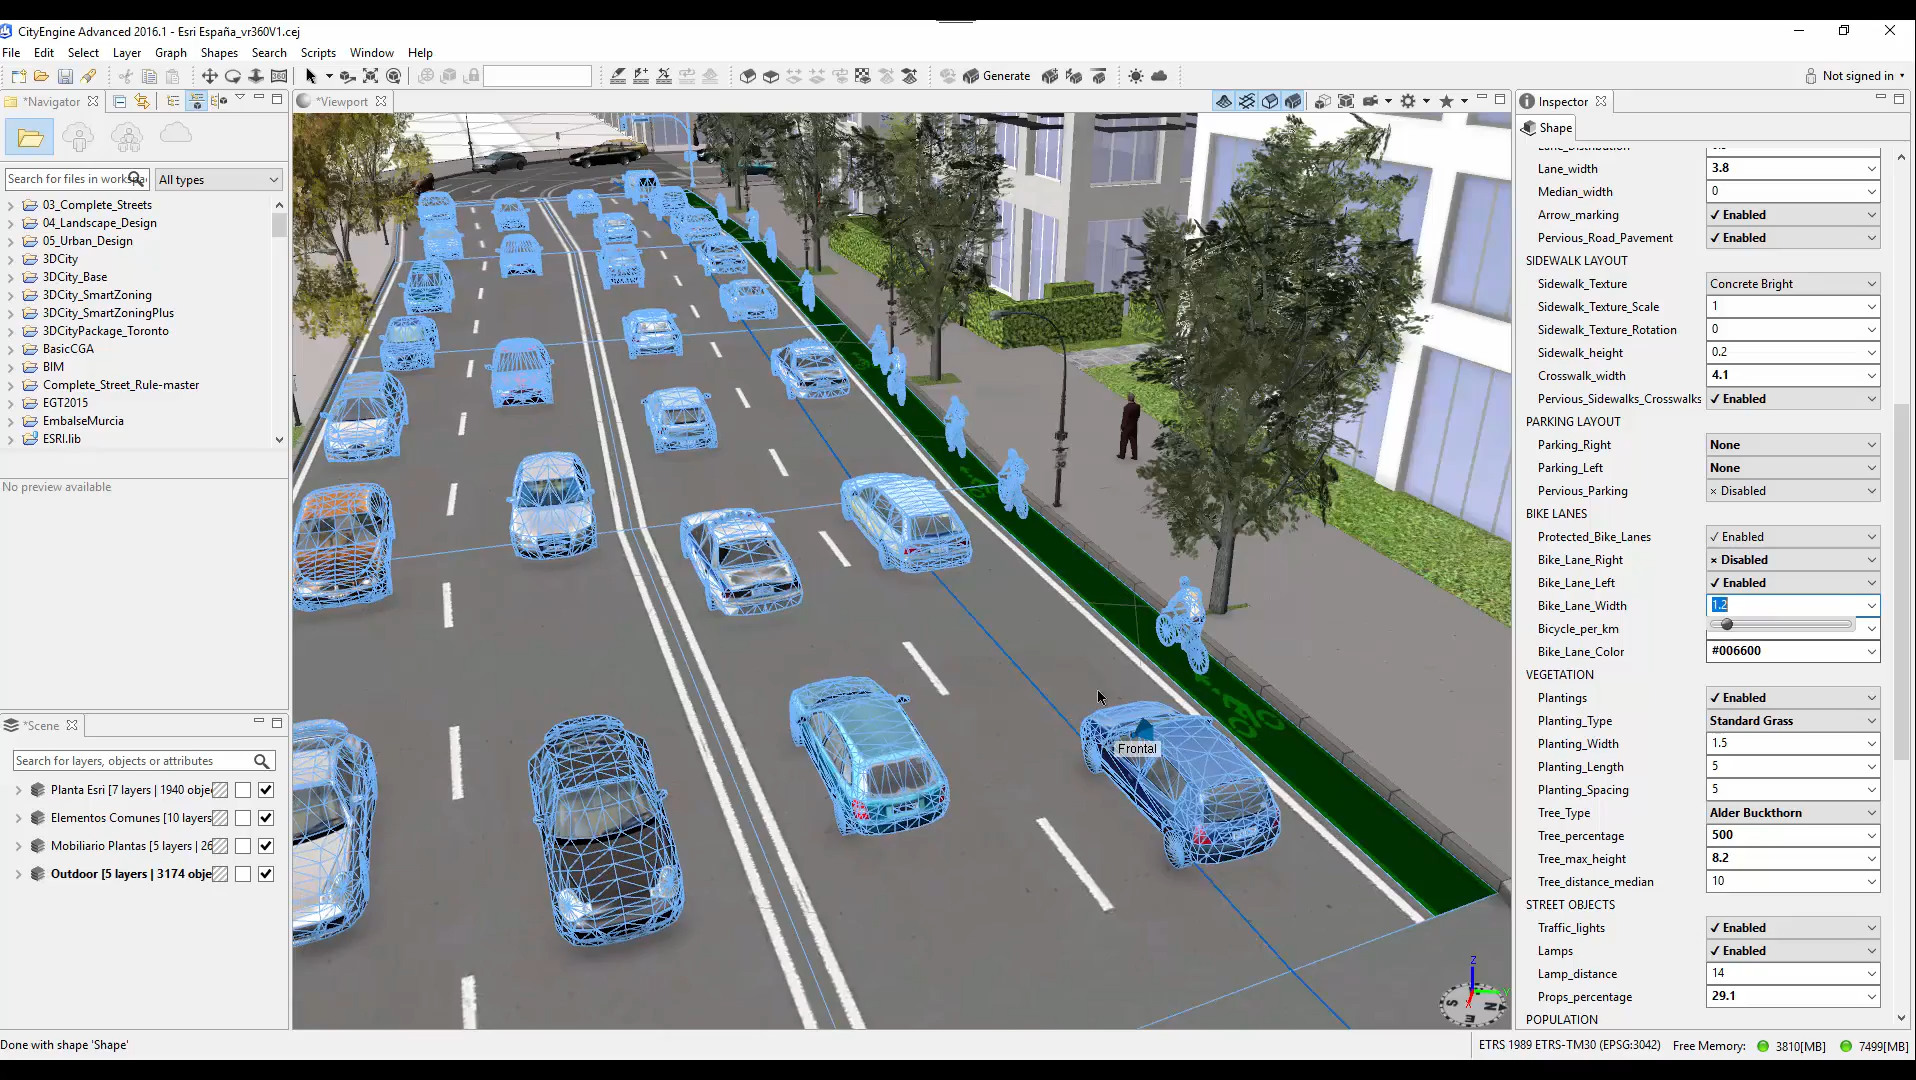 CityEngine Advanced 2016.1 - Esri España_vr360V1.cej
File Edit Select Layer Graph Shapes Search Scripts Window Help
Generate
Not signed in
*Navigator
*Viewport
Inspector
Shape
Search for files in workspa
All types
03_Complete_Streets
04_Landscape_Design
05_Urban_Design
3DCity
3DCity_Base
3DCity_SmartZoning
3DCity_SmartZoningPlus
3DCityPackage_Toronto
BasicCGA
BIM
Complete_Street_Rule-master
EGT2015
EmbalseMurcia
ESRI.lib
No preview available
*Scene
Search for layers, objects or attributes
Planta Esri [7 layers | 1940 obje
Elementos Comunes [10 layers
Mobiliario Plantas [5 layers | 26
Outdoor [5 layers | 3174 obje
Frontal
Z
Y
X
S
N
E
Lane_Distribution
Lane_width 3.8
Median_width 0
Arrow_marking Enabled
Pervious_Road_Pavement Enabled
SIDEWALK LAYOUT
Sidewalk_Texture Concrete Bright
Sidewalk_Texture_Scale 1
Sidewalk_Texture_Rotation 0
Sidewalk_height 0.2
Crosswalk_width 4.1
Pervious_Sidewalks_Crosswalks Enabled
PARKING LAYOUT
Parking_Right None
Parking_Left None
Pervious_Parking Disabled
BIKE LANES
Protected_Bike_Lanes Enabled
Bike_Lane_Right Disabled
Bike_Lane_Left Enabled
Bike_Lane_Width 1.2
Bicycle_per_km
Bike_Lane_Color #006600
VEGETATION
Plantings Enabled
Planting_Type Standard Grass
Planting_Width 1.5
Planting_Length 5
Planting_Spacing 5
Tree_Type Alder Buckthorn
Tree_percentage 500
Tree_max_height 8.2
Tree_distance_median 10
STREET OBJECTS
Traffic_lights Enabled
Lamps Enabled
Lamp_distance 14
Props_percentage 29.1
POPULATION
Done with shape 'Shape'
ETRS 1989 ETRS-TM30 (EPSG:3042) Free Memory: 3810[MB] 7499[MB]